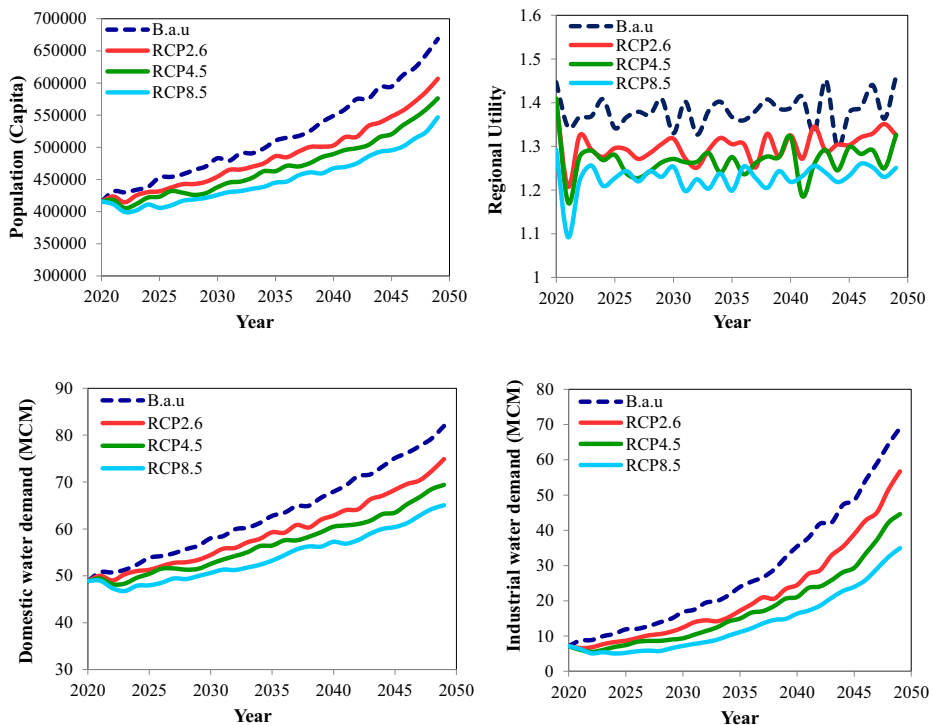 Population (Capita)
700000
650000
600000
550000
500000
450000
400000
350000
300000
B.a.u
RCP2.6
RCP4.5
RCP8.5
2020 2025 2030 2035 2040 2045 2050
Year
Regional Utility
1.6
1.5
1.4
1.3
1.2
1.1
1
B.a.u
RCP2.6
RCP4.5
RCP8.5
2020 2025 2030 2035 2040 2045 2050
Year
Domestic water demand (MCM)
90
80
70
60
50
40
30
B.a.u
RCP2.6
RCP4.5
RCP8.5
2020 2025 2030 2035 2040 2045 2050
Year
Industrial water demand (MCM)
80
70
60
50
40
30
20
10
0
B.a.u
RCP2.6
RCP4.5
RCP8.5
2020 2025 2030 2035 2040 2045 2050
Year